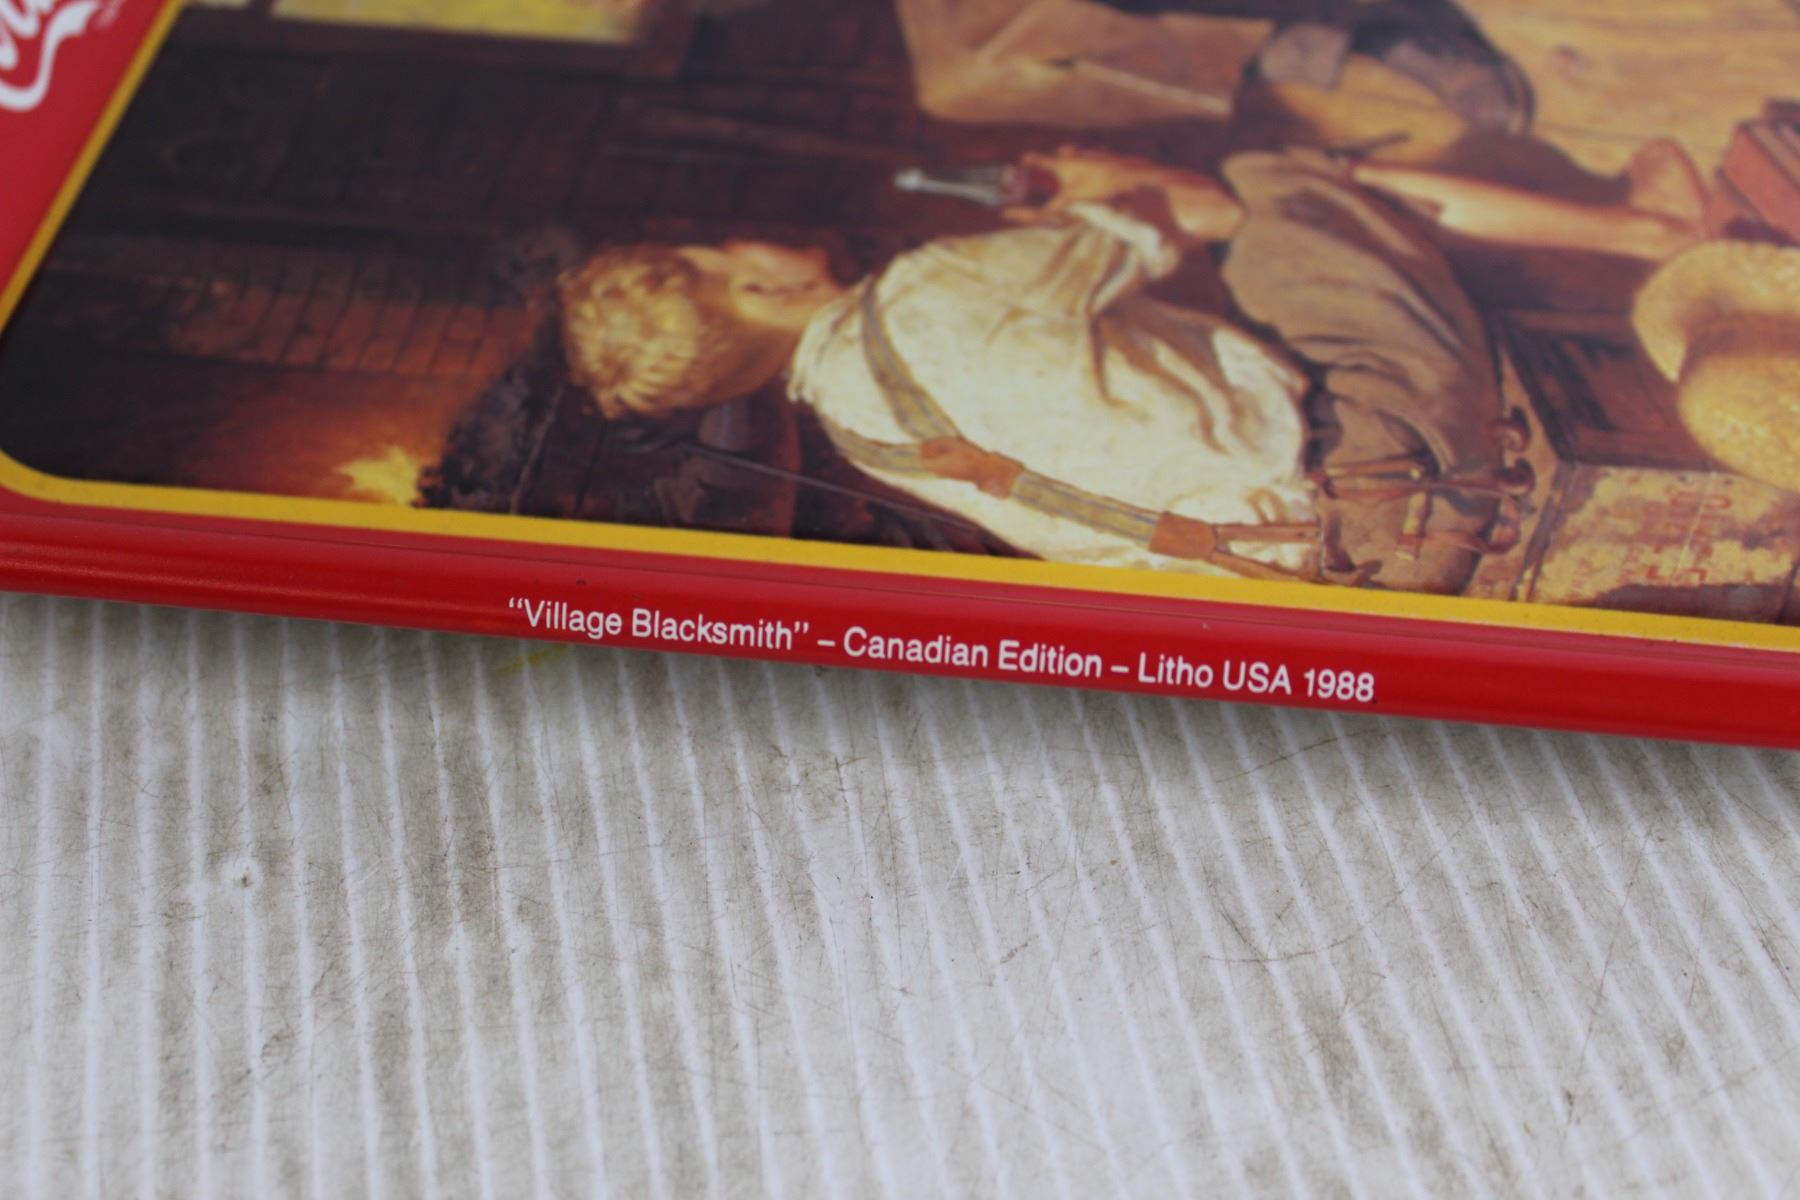 “Village Blacksmith” – Canadian Edition – Litho USA 1988